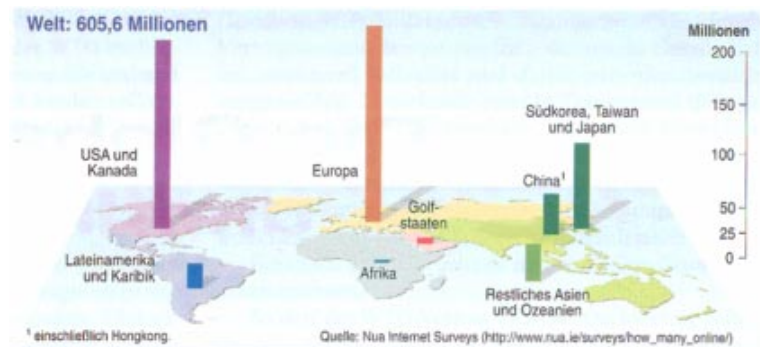 Welt: 605,6 Millionen
Millionen
200
150
100
50
25
0
USA und
Kanada
Europa
Südkorea, Taiwan
und Japan
China¹
Golf-
staaten
Lateinamerika
und Karibik
Afrika
Restliches Asien
und Ozeanien
¹ einschließlich Hongkong.
Quelle: Nua Internet Surveys (http://www.nua.ie/surveys/how_many_online/)